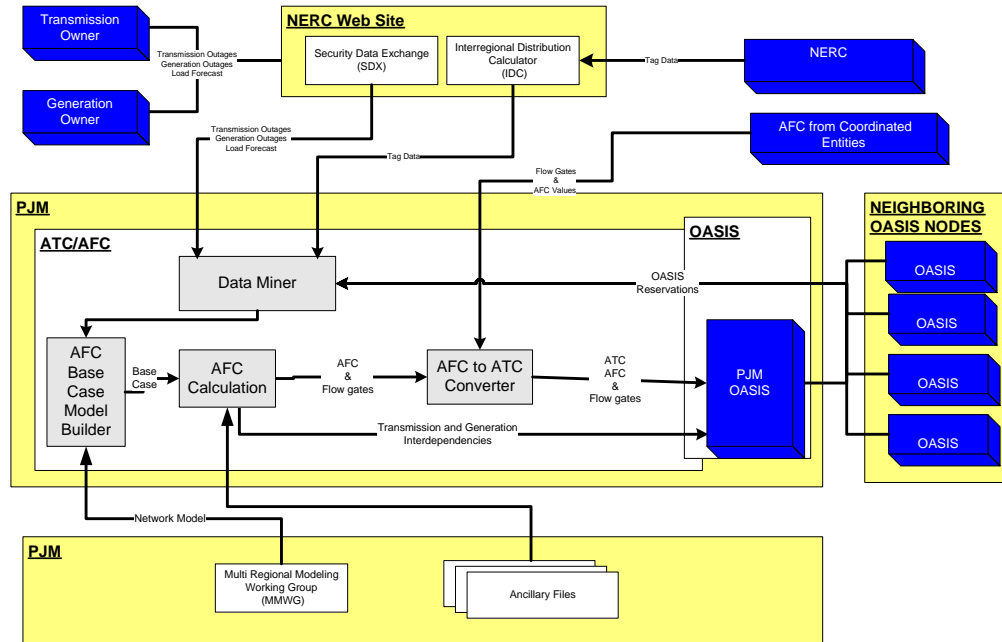 Transmission
Owner
Generation
Owner
Transmission Outages
Generation Outages
Load Forecast
NERC Web Site
Security Data Exchange
(SDX)
Interregional Distribution
Calculator
(IDC)
Tag Data
NERC
AFC from Coordinated
Entities
Transmission Outages
Generation Outages
Load Forecast
Tag Data
Flow Gates
&
AFC Values
PJM
ATC/AFC
OASIS
NEIGHBORING
OASIS NODES
Data Miner
OASIS
Reservations
OASIS
OASIS
OASIS
OASIS
AFC
Base
Case
Model
Builder
Base
Case
AFC
Calculation
AFC
&
Flow gates
AFC to ATC
Converter
ATC
AFC
&
Flow gates
PJM
OASIS
Transmission and Generation
Interdependencies
Network Model
PJM
Multi Regional Modeling
Working Group
(MMWG)
Ancillary Files